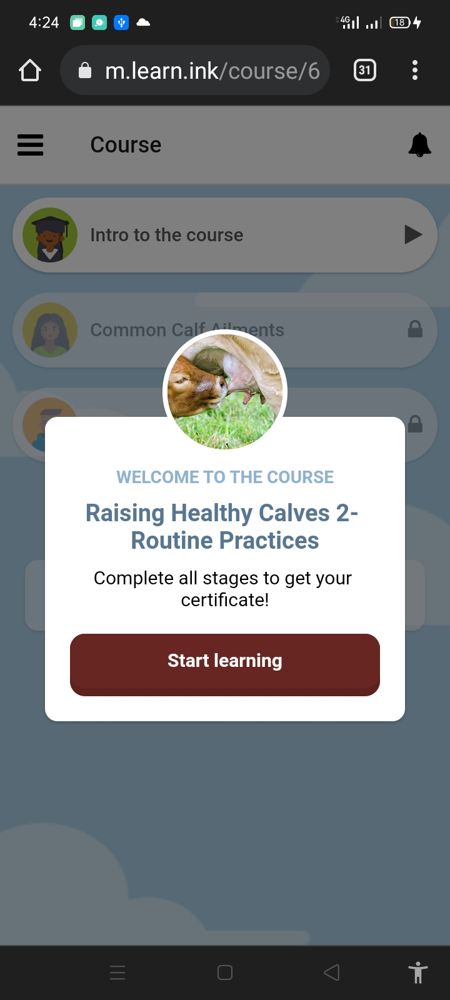 4:24
4G
18
m.learn.ink/course/6
31
Course
Intro to the course
Common Calf Ailments
WELCOME TO THE COURSE
Raising Healthy Calves 2-
Routine Practices
Complete all stages to get your
certificate!
Start learning